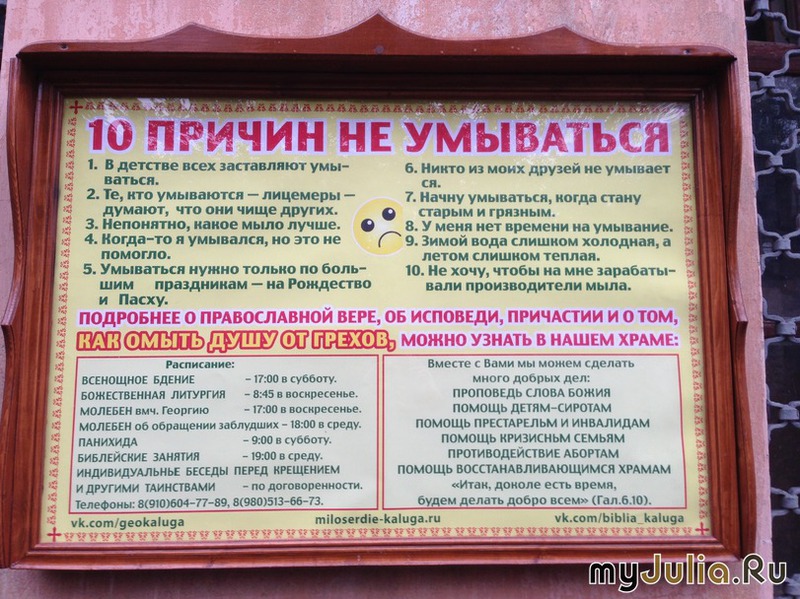 10 ПРИЧИН НЕ УМЫВАТЬСЯ
1. В детстве всех заставляют умы-
ваться.
2. Те, кто умываются — лицемеры —
думают, что они чище других.
3. Непонятно, какое мыло лучше.
4. Когда-то я умывался, но это не
помогло.
5. Умываться нужно только по боль-
шим праздникам — на Рождество
и Пасху.
6. Никто из моих друзей не умывает
ся.
7. Начну умываться, когда стану
старым и грязным.
8. У меня нет времени на умывание.
9. Зимой вода слишком холодная, а
летом слишком теплая.
10. Не хочу, чтобы на мне зарабаты-
вали производители мыла.
ПОДРОБНЕЕ О ПРАВОСЛАВНОЙ ВЕРЕ, ОБ ИСПОВЕДИ, ПРИЧАСТИИ И О ТОМ,
КАК ОМЫТЬ ДУШУ ОТ ГРЕХОВ, МОЖНО УЗНАТЬ В НАШЕМ ХРАМЕ:
Расписание:
ВСЕНОЩНОЕ БДЕНИЕ – 17:00 в субботу.
БОЖЕСТВЕННАЯ ЛИТУРГИЯ – 8:45 в воскресенье.
МОЛЕБЕН вмч. Георгию – 17:00 в воскресенье.
МОЛЕБЕН об обращении заблудших – 18:00 в среду.
ПАНИХИДА – 9:00 в субботу.
БИБЛЕЙСКИЕ ЗАНЯТИЯ – 19:00 в среду.
ИНДИВИДУАЛЬНЫЕ БЕСЕДЫ ПЕРЕД КРЕЩЕНИЕМ
И ДРУГИМИ ТАИНСТВАМИ – по договоренности.
Телефоны: 8(910)604-77-89, 8(980)513-66-73.
Вместе с Вами мы можем сделать
много добрых дел:
ПРОПОВЕДЬ СЛОВА БОЖИЯ
ПОМОЩЬ ДЕТЯМ-СИРОТАМ
ПОМОЩЬ ПРЕСТАРЕЛЫМ И ИНВАЛИДАМ
ПОМОЩЬ КРИЗИСНЫМ СЕМЬЯМ
ПРОТИВОДЕЙСТВИЕ АБОРТАМ
ПОМОЩЬ ВОССТАНАВЛИВАЮЩИМСЯ ХРАМАМ
«Итак, доколе есть время,
будем делать добро всем» (Гал.6.10).
vk.com/geokaluga miloserdie-kaluga.ru vk.com/biblia_kaluga
myJulia.Ru